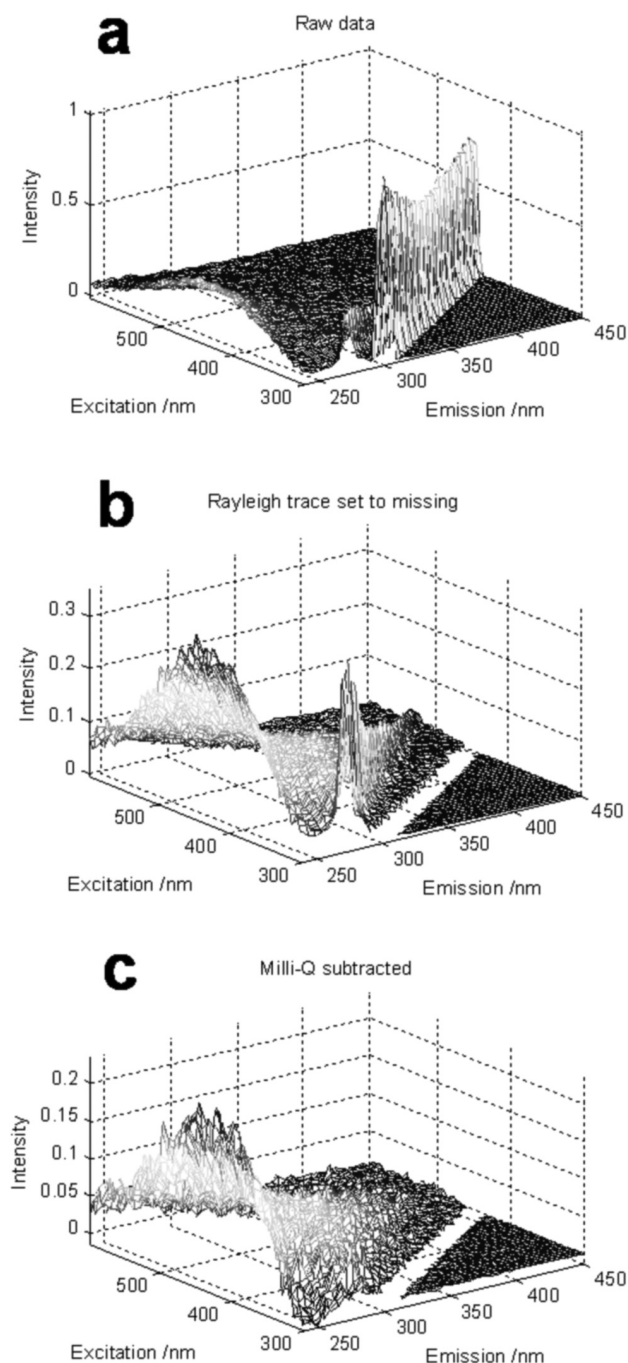 a
Raw data
1
0.5
0
Intensity
500
400
300
Excitation /nm
250
300
350
400
450
Emission /nm
b
Rayleigh trace set to missing
0.3
0.2
0.1
0
Intensity
500
400
300
Excitation /nm
250
300
350
400
450
Emission /nm
c
Milli-Q subtracted
0.2
0.15
0.1
0.05
0
Intensity
500
400
300
Excitation /nm
250
300
350
400
450
Emission /nm